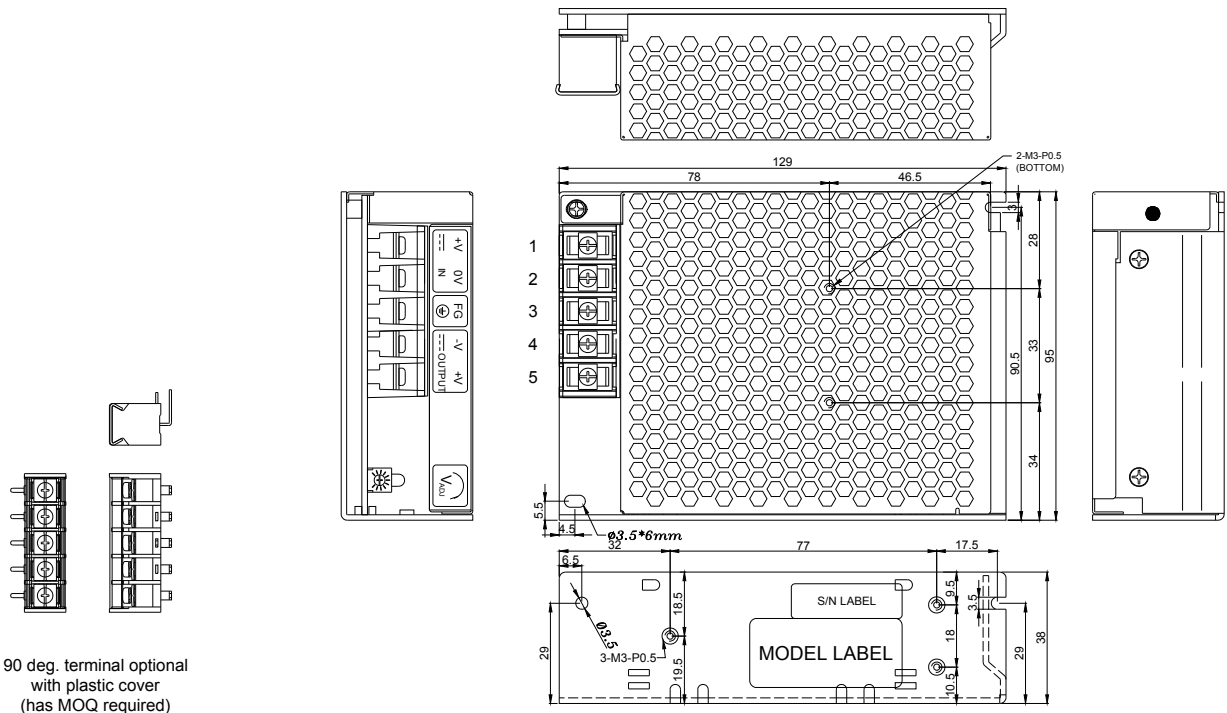 129
2-M3-P0.5
(BOTTOM)
78
46.5
3
28
33
34
90.5
95
1
2
3
4
5
+V
0V
IN
FG
-V
+V
OUTPUT
VADJ
5.5
4.5
ø3.5*6mm
32
77
17.5
6.5
18.5
9.5
S/N LABEL
3.5
Ø3.5
29
3-M3-P0.5
MODEL LABEL
18
29
38
19.5
10.5
90 deg. terminal optional
with plastic cover
(has MOQ required)